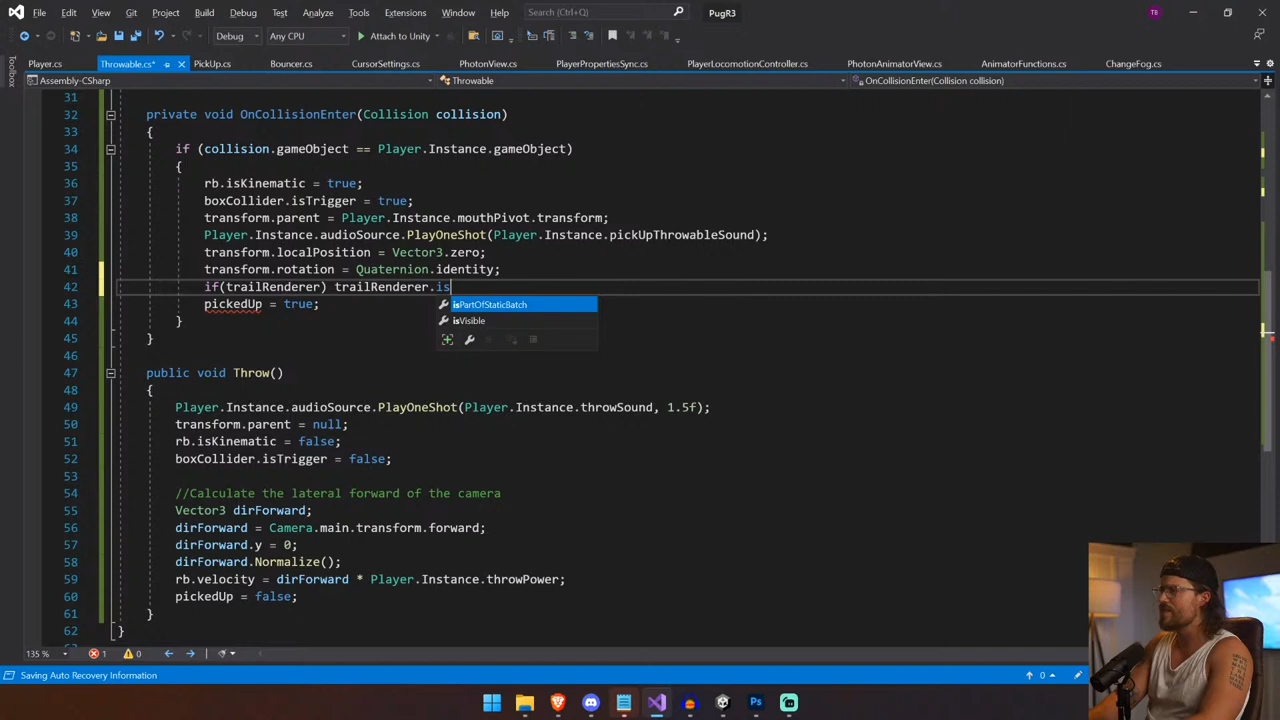 File Edit View Git Project Build Debug Test Analyze Tools Extensions Window Help Search (Ctrl+Q) PugR3 TB
Debug Any CPU Attach to Unity
Toolbox
Player.cs Throwable.cs* PickUp.cs Bouncer.cs CursorSettings.cs PhotonView.cs PlayerPropertiesSync.cs PlayerLocomotionController.cs PhotonAnimatorView.cs AnimatorFunctions.cs ChangeFog.cs
Assembly-CSharp Throwable OnCollisionEnter(Collision collision)
31
32 private void OnCollisionEnter(Collision collision)
33 {
34 if (collision.gameObject == Player.Instance.gameObject)
35 {
36 rb.isKinematic = true;
37 boxCollider.isTrigger = true;
38 transform.parent = Player.Instance.mouthPivot.transform;
39 Player.Instance.audioSource.PlayOneShot(Player.Instance.pickUpThrowableSound);
40 transform.localPosition = Vector3.zero;
41 transform.rotation = Quaternion.identity;
42 if(trailRenderer) trailRenderer.is
isPartOfStaticBatch
43 pickedUp = true;
isVisible
44 }
45 }
46
47 public void Throw()
48 {
49 Player.Instance.audioSource.PlayOneShot(Player.Instance.throwSound, 1.5f);
50 transform.parent = null;
51 rb.isKinematic = false;
52 boxCollider.isTrigger = false;
53
54 //Calculate the lateral forward of the camera
55 Vector3 dirForward;
56 dirForward = Camera.main.transform.forward;
57 dirForward.y = 0;
58 dirForward.Normalize();
59 rb.velocity = dirForward * Player.Instance.throwPower;
60 pickedUp = false;
61 }
62 }
135 % 1 0
Saving Auto Recovery Information 0
Ps